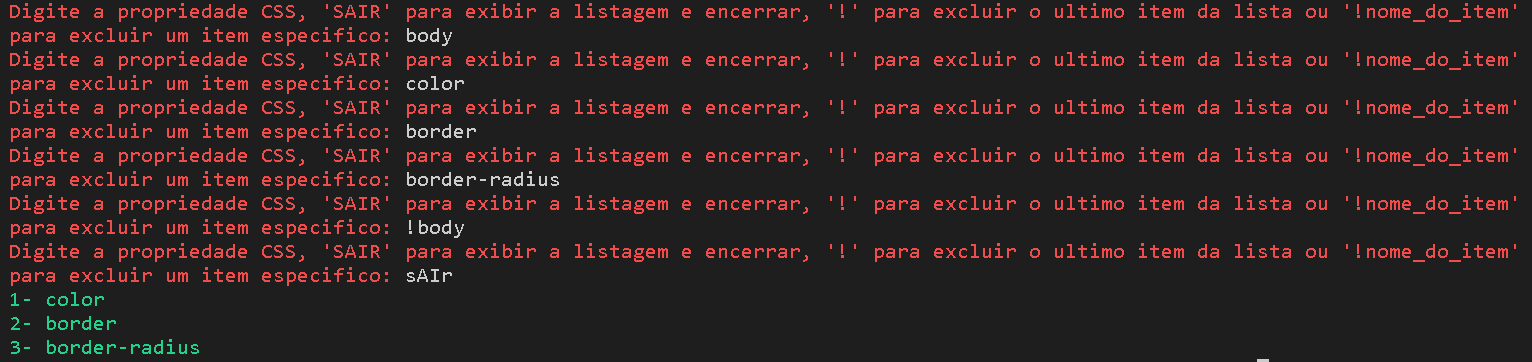 Digite a propriedade CSS, 'SAIR' para exibir a listagem e encerrar, '!' para excluir o ultimo item da lista ou '!nome_do_item'
para excluir um item especifico: body
Digite a propriedade CSS, 'SAIR' para exibir a listagem e encerrar, '!' para excluir o ultimo item da lista ou '!nome_do_item'
para excluir um item especifico: color
Digite a propriedade CSS, 'SAIR' para exibir a listagem e encerrar, '!' para excluir o ultimo item da lista ou '!nome_do_item'
para excluir um item especifico: border
Digite a propriedade CSS, 'SAIR' para exibir a listagem e encerrar, '!' para excluir o ultimo item da lista ou '!nome_do_item'
para excluir um item especifico: border-radius
Digite a propriedade CSS, 'SAIR' para exibir a listagem e encerrar, '!' para excluir o ultimo item da lista ou '!nome_do_item'
para excluir um item especifico: !body
Digite a propriedade CSS, 'SAIR' para exibir a listagem e encerrar, '!' para excluir o ultimo item da lista ou '!nome_do_item'
para excluir um item especifico: sAIr
1- color
2- border
3- border-radius